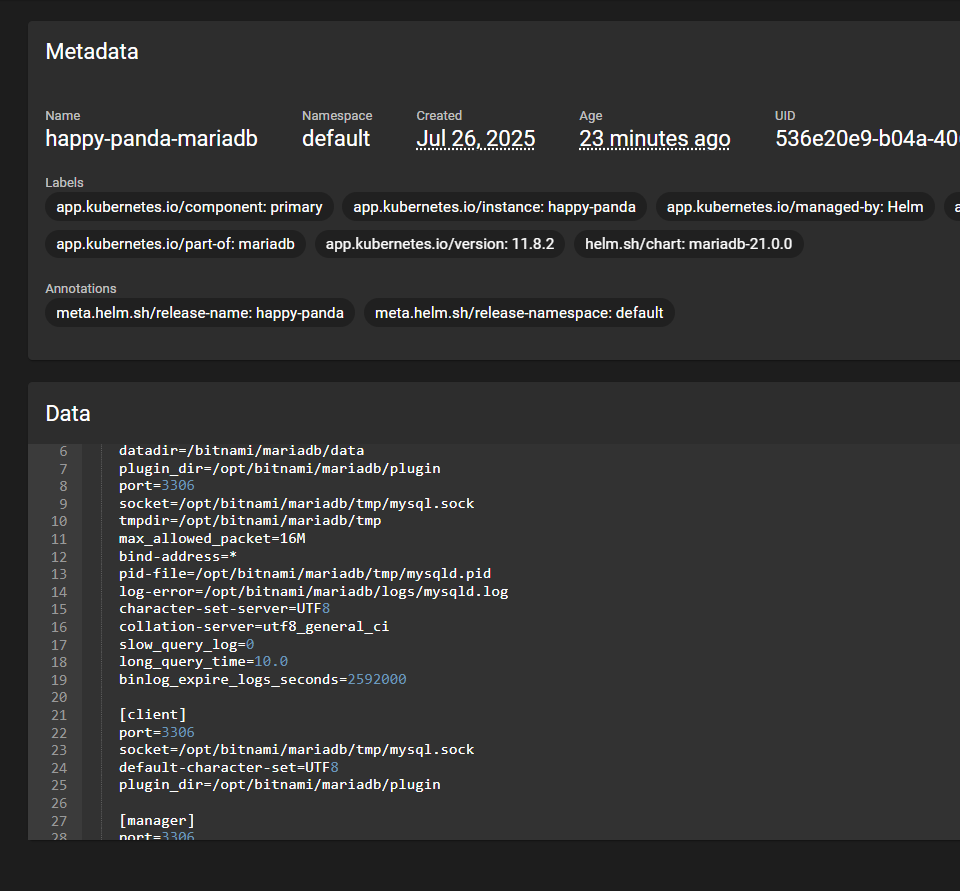 Metadata
Name Namespace Created Age UID
happy-panda-mariadb default Jul 26, 2025 23 minutes ago 536e20e9-b04a-40
Labels
app.kubernetes.io/component: primary app.kubernetes.io/instance: happy-panda app.kubernetes.io/managed-by: Helm
app.kubernetes.io/part-of: mariadb app.kubernetes.io/version: 11.8.2 helm.sh/chart: mariadb-21.0.0
Annotations
meta.helm.sh/release-name: happy-panda meta.helm.sh/release-namespace: default
Data
6 datadir=/bitnami/mariadb/data
7 plugin_dir=/opt/bitnami/mariadb/plugin
8 port=3306
9 socket=/opt/bitnami/mariadb/tmp/mysql.sock
10 tmpdir=/opt/bitnami/mariadb/tmp
11 max_allowed_packet=16M
12 bind-address=*
13 pid-file=/opt/bitnami/mariadb/tmp/mysqld.pid
14 log-error=/opt/bitnami/mariadb/logs/mysqld.log
15 character-set-server=UTF8
16 collation-server=utf8_general_ci
17 slow_query_log=0
18 long_query_time=10.0
19 binlog_expire_logs_seconds=2592000
20
21 [client]
22 port=3306
23 socket=/opt/bitnami/mariadb/tmp/mysql.sock
24 default-character-set=UTF8
25 plugin_dir=/opt/bitnami/mariadb/plugin
26
27 [manager]
28 port=3306